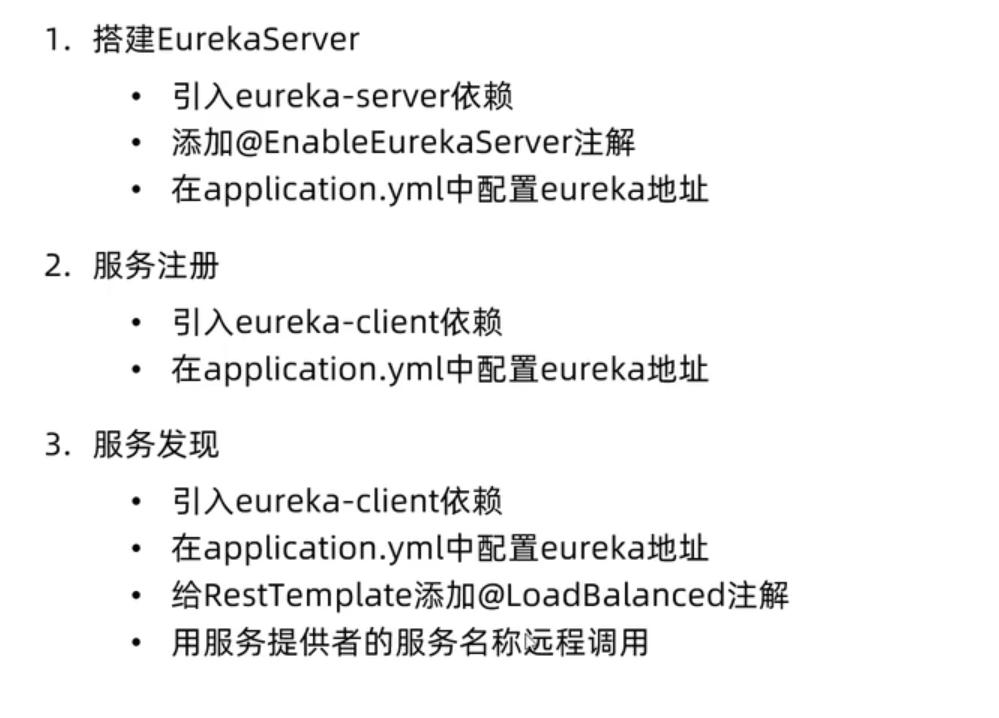 1. 搭建EurekaServer
• 引入eureka-server依赖
• 添加@EnableEurekaServer注解
• 在application.yml中配置eureka地址
2. 服务注册
• 引入eureka-client依赖
• 在application.yml中配置eureka地址
3. 服务发现
• 引入eureka-client依赖
• 在application.yml中配置eureka地址
• 给RestTemplate添加@LoadBalanced注解
• 用服务提供者的服务名称远程调用